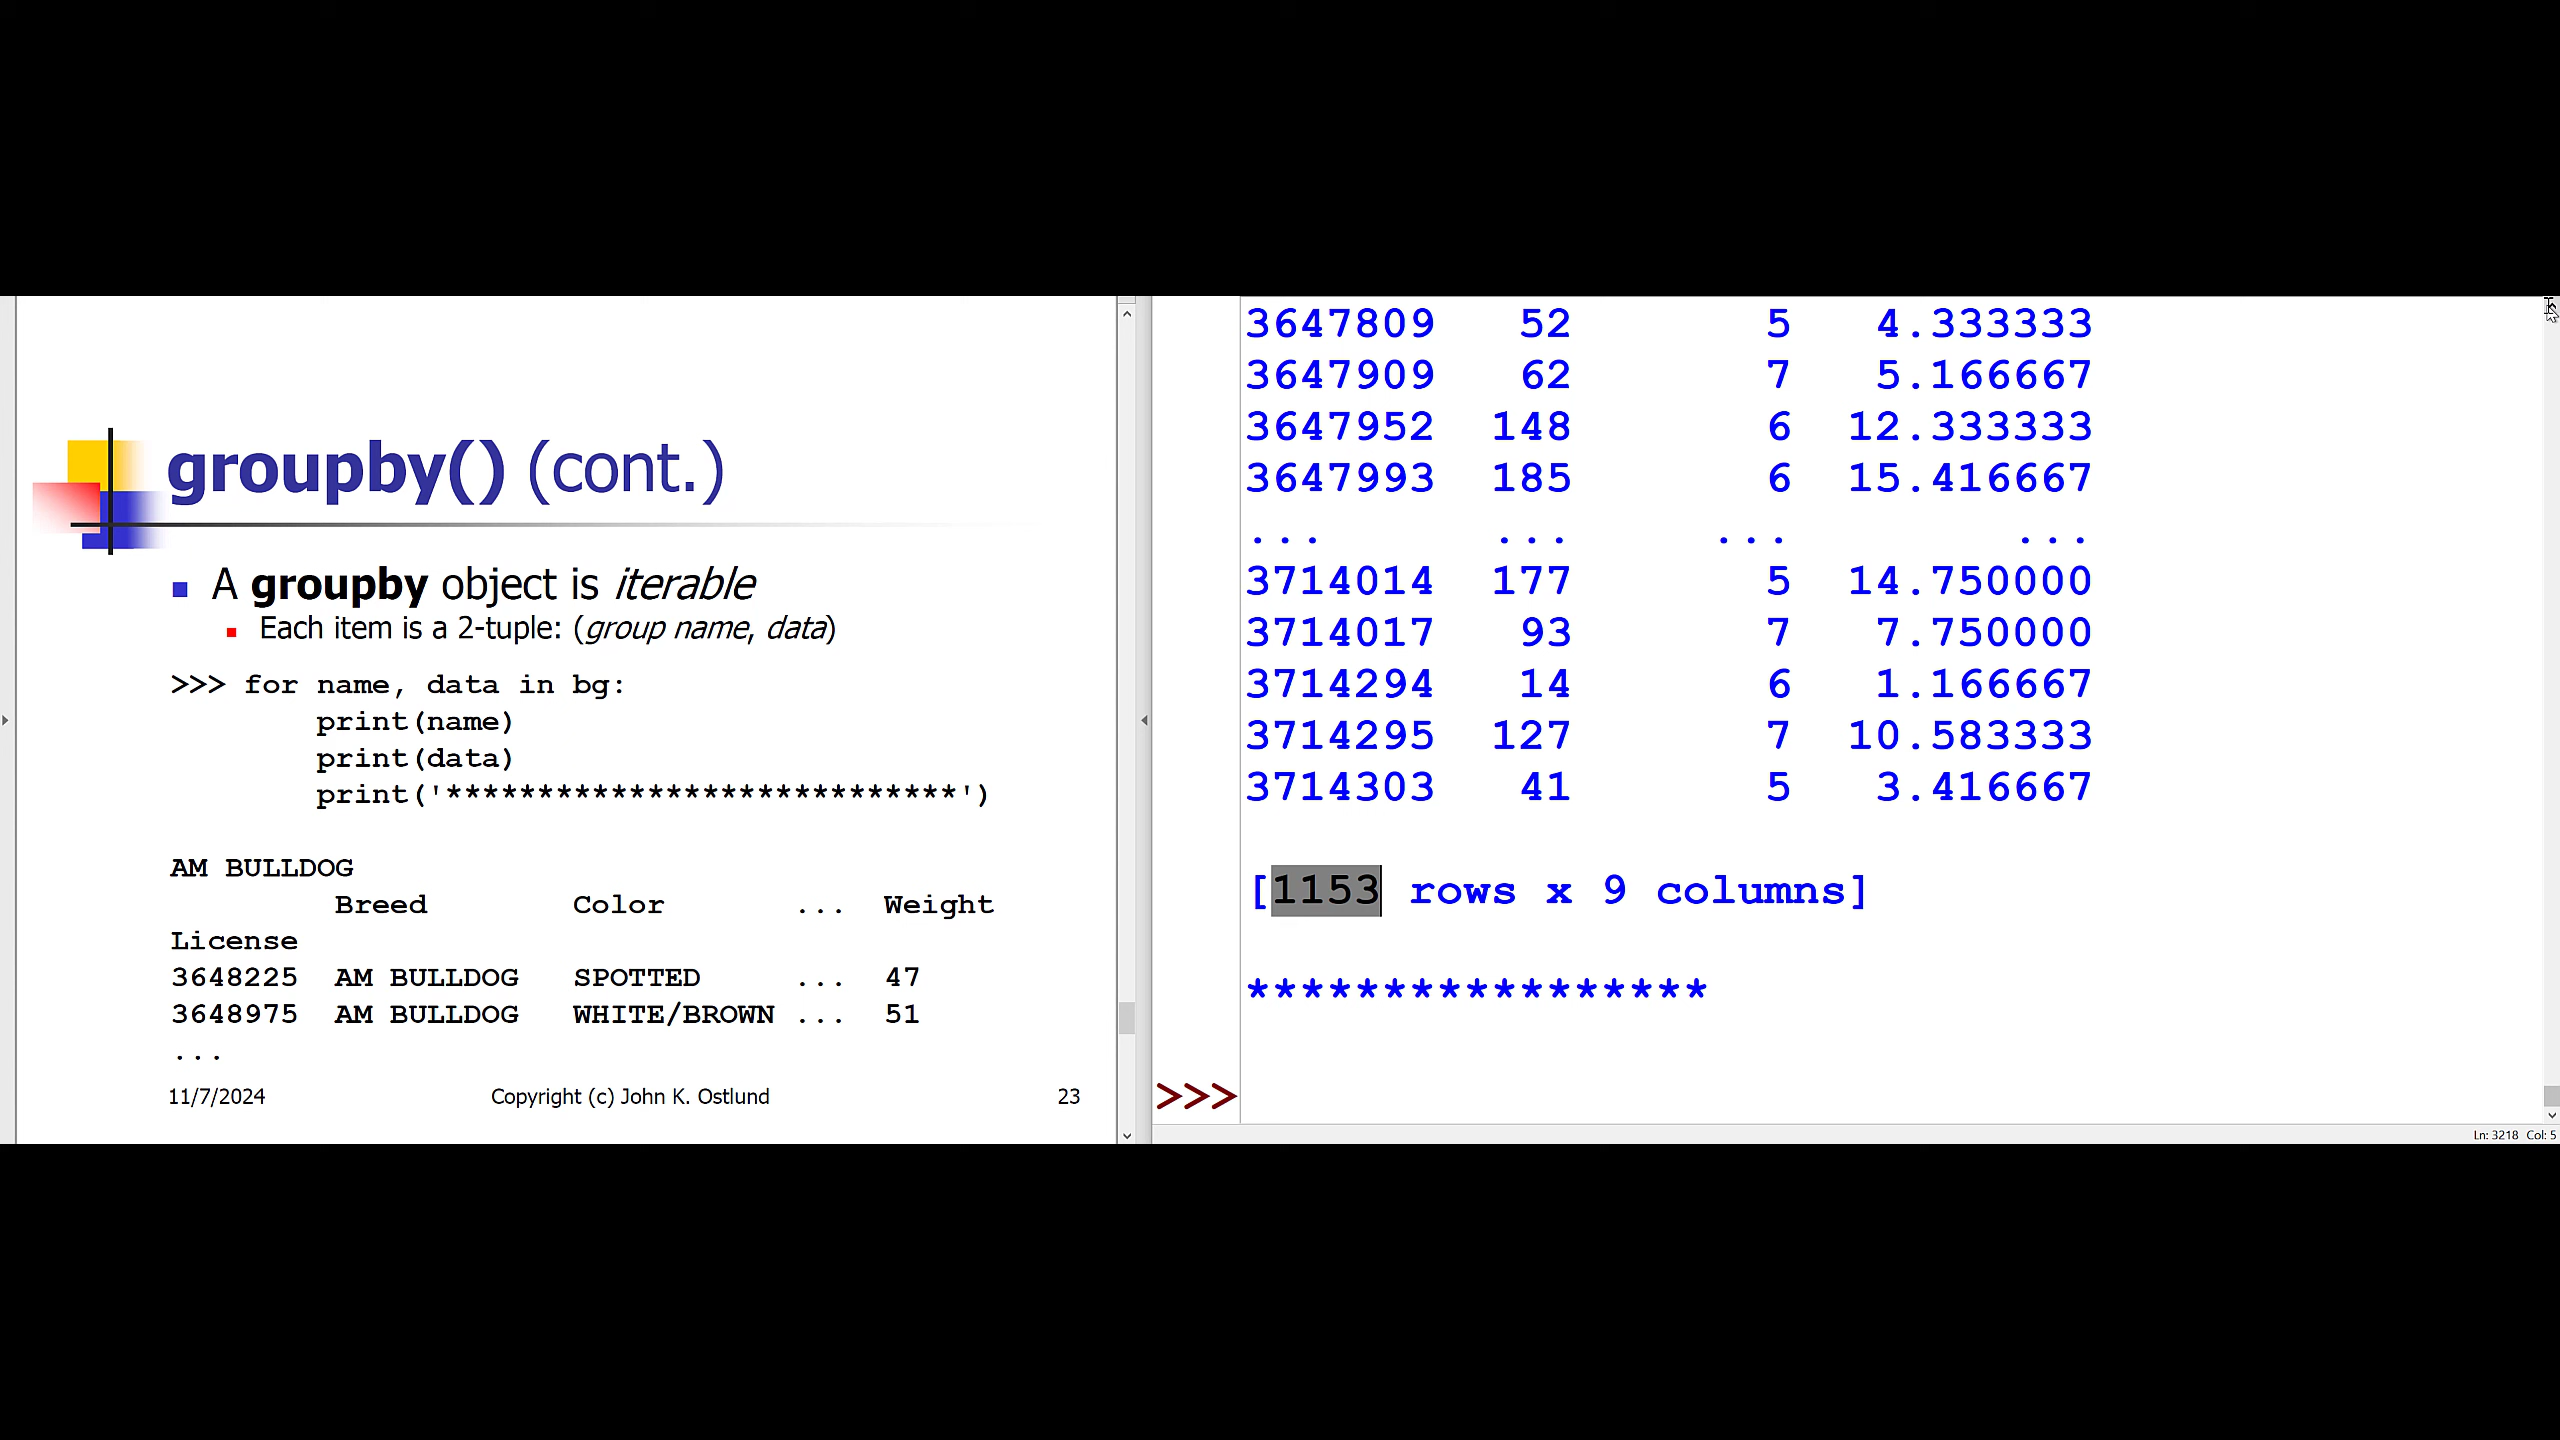 groupby() (cont.)
A groupby object is iterable
Each item is a 2-tuple: (group name, data)
>>> for name, data in bg:
print(name)
print(data)
print('****************************')
AM BULLDOG
Breed Color ... Weight
License
3648225 AM BULLDOG SPOTTED ... 47
3648975 AM BULLDOG WHITE/BROWN ... 51
...
11/7/2024 Copyright (c) John K. Ostlund 23
3647809 52 5 4.333333
3647909 62 7 5.166667
3647952 148 6 12.333333
3647993 185 6 15.416667
... ... ... ...
3714014 177 5 14.750000
3714017 93 7 7.750000
3714294 14 6 1.166667
3714295 127 7 10.583333
3714303 41 5 3.416667
[1153 rows x 9 columns]
*****************
>>>
Ln: 3218 Col: 5